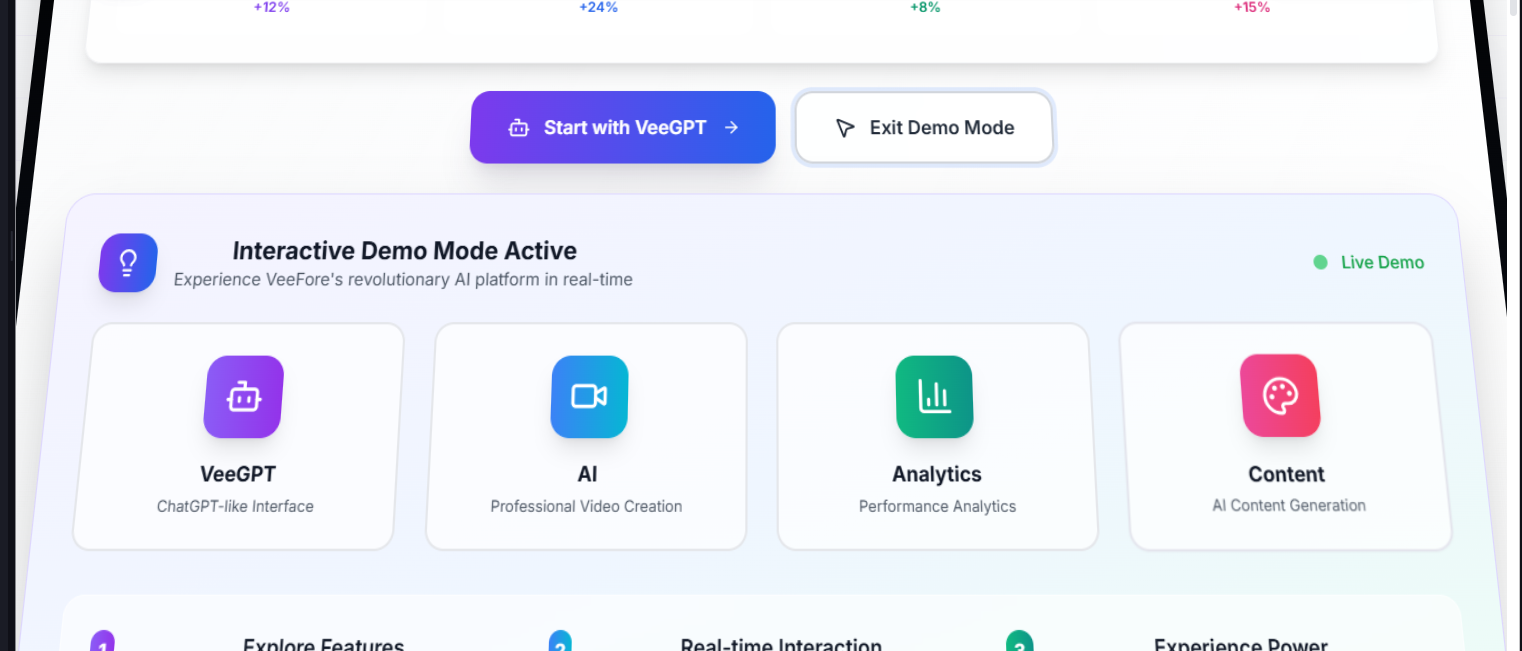 +12%
+24%
+8%
+15%
Start with VeeGPT
Exit Demo Mode
Interactive Demo Mode Active
Experience VeeFore's revolutionary AI platform in real-time
Live Demo
VeeGPT
ChatGPT-like Interface
AI
Professional Video Creation
Analytics
Performance Analytics
Content
AI Content Generation
1
Explore Features
2
Real-time Interaction
3
Experience Power